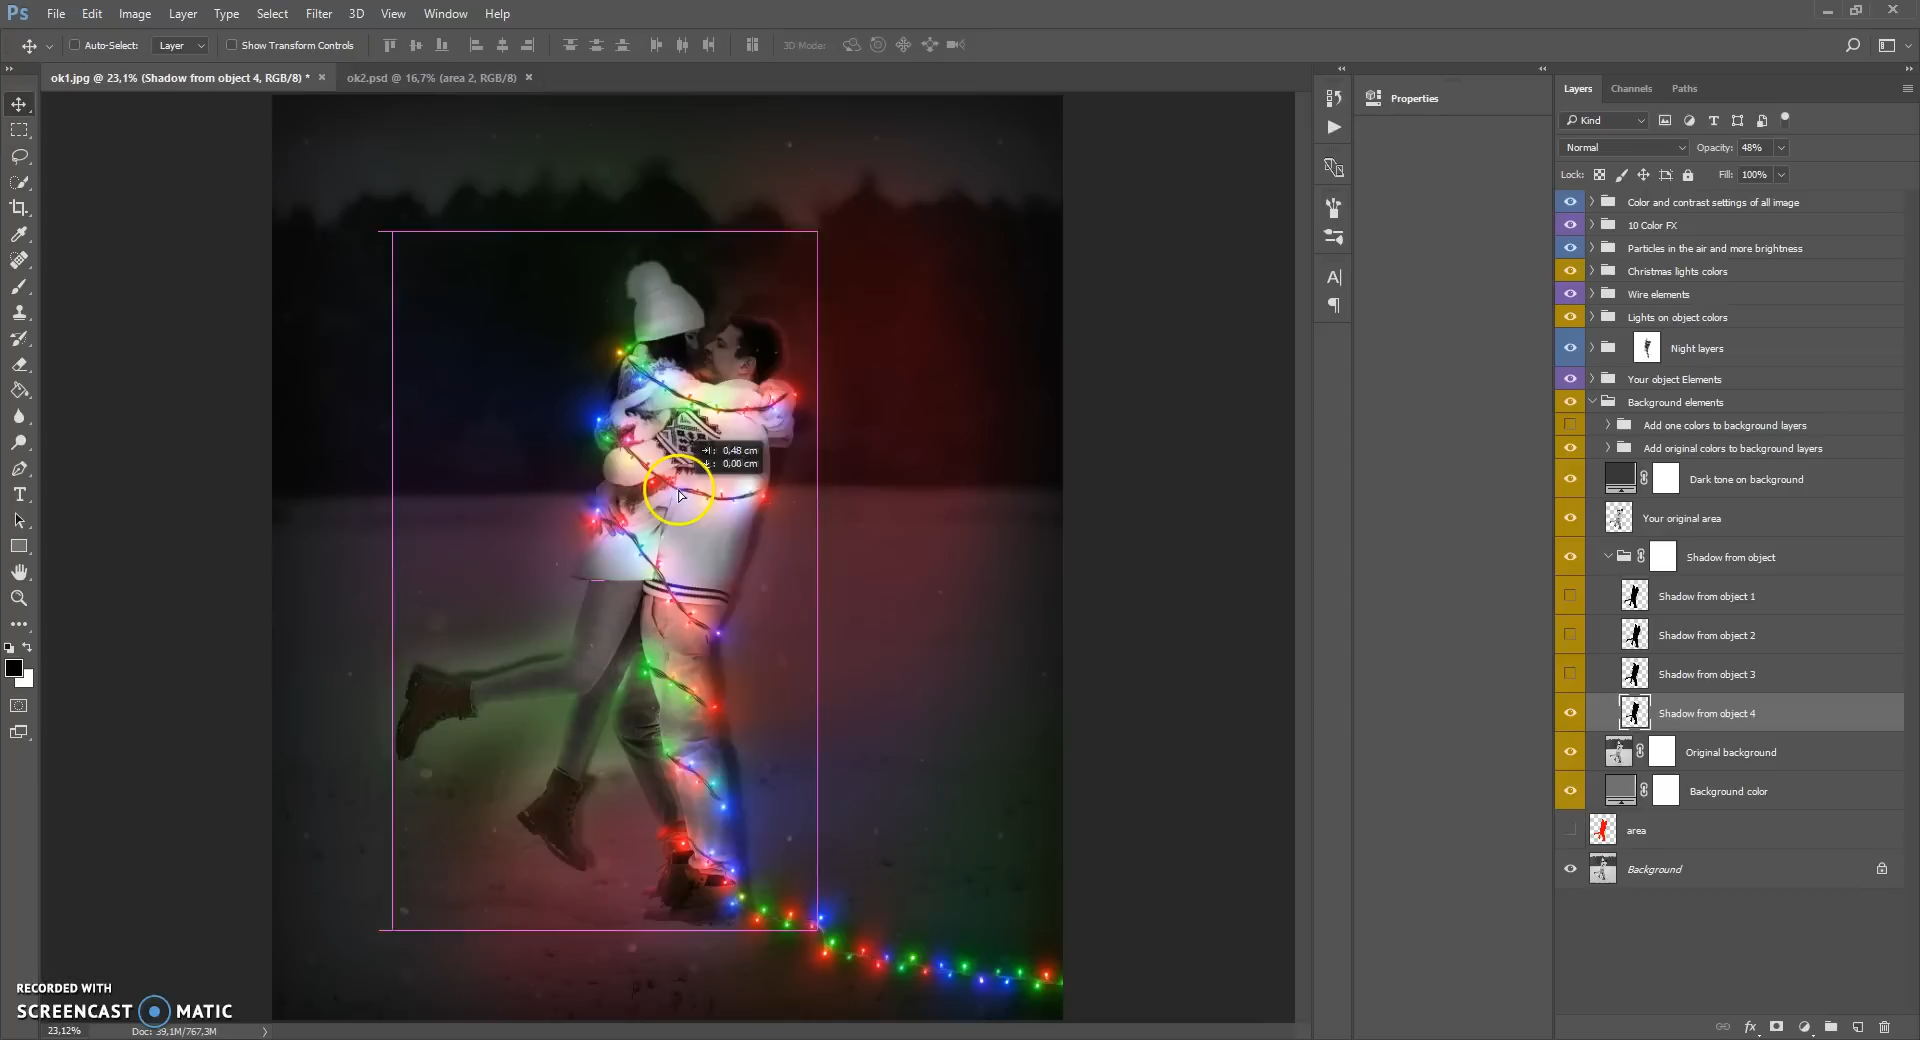 Ps File Edit Image Layer Type Select Filter 3D View Window Help
Auto-Select: Layer Show Transform Controls 3D Mode:
ok1.jpg @ 23,1% (Shadow from object 4, RGB/8) * × ok2.psd @ 16,7% (area 2, RGB/8) ×
Properties
Layers Channels Paths
Kind
Normal Opacity: 48%
Lock: Fill: 100%
Color and contrast settings of all image
10 Color FX
Particles in the air and more brightness
Christmas lights colors
Wire elements
Lights on object colors
Night layers
Your object Elements
Background elements
Add one colors to background layers
Add original colors to background layers
Dark tone on background
Your original area
Shadow from object
Shadow from object 1
Shadow from object 2
Shadow from object 3
Shadow from object 4
Original background
Background color
area
Background
: 0,48 cm
: 0,00 cm
RECORDED WITH
SCREENCAST MATIC
23,12% Doc: 39,1M/767,3M